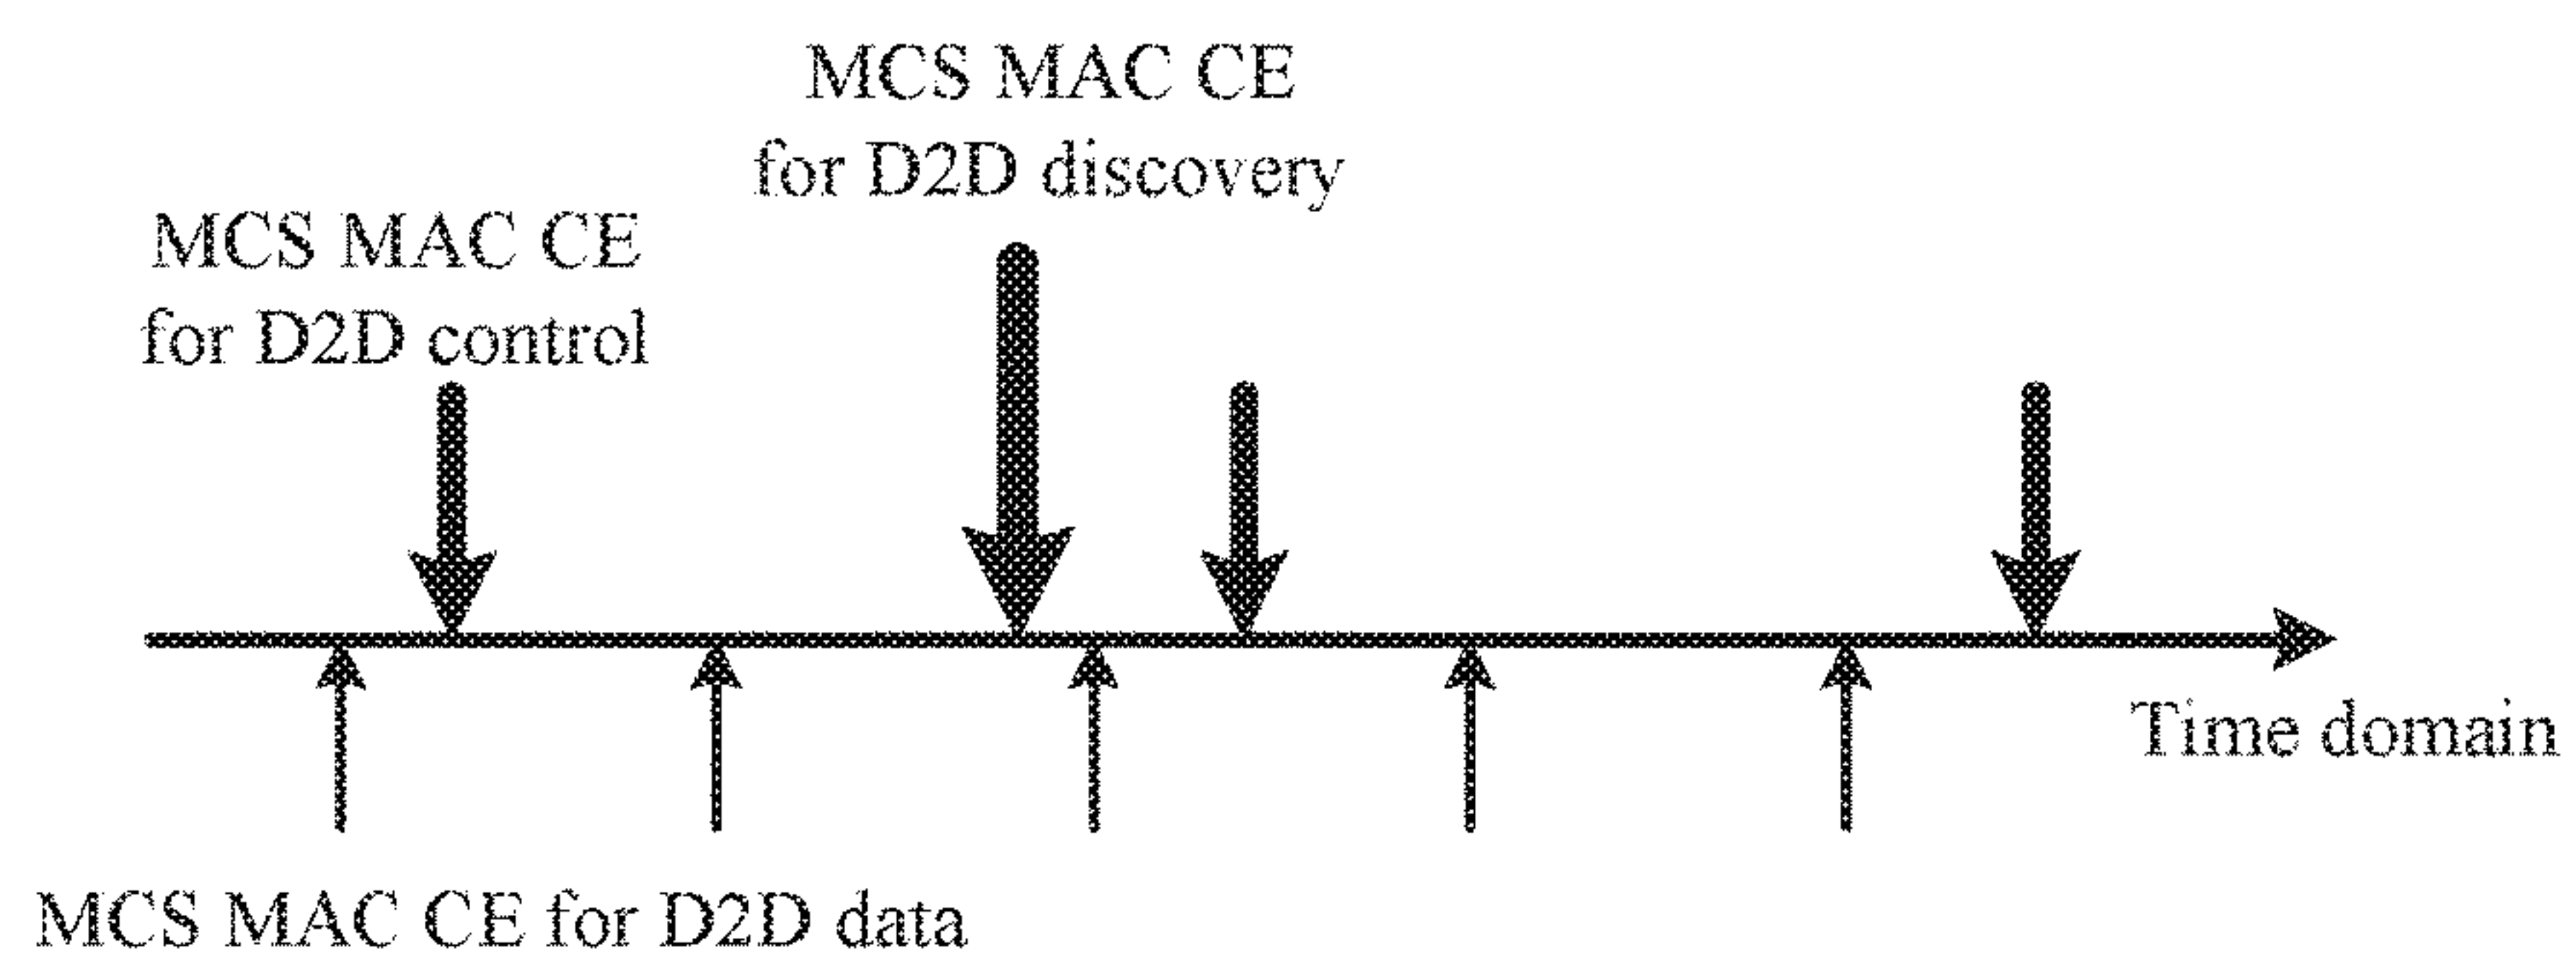 MCS MAC CE
for D2D discovery
MCS MAC CE
for D2D control
Time domain
MCS MAC CE for D2D data